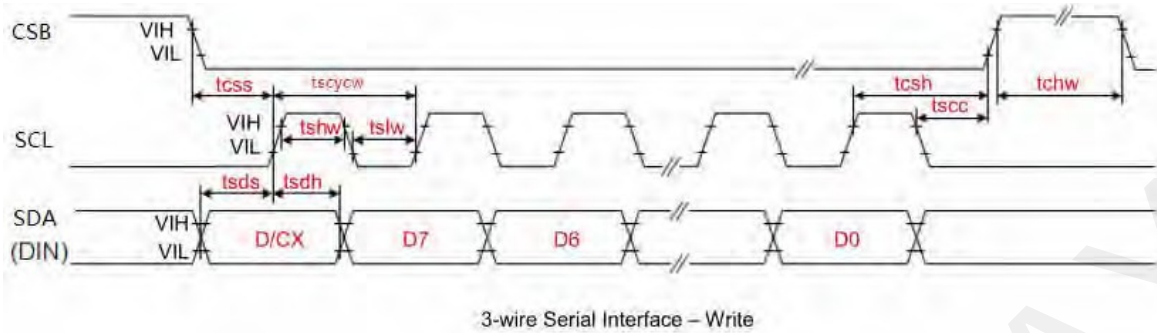 CSB
VIH
VIL
tcss
tscycw
tcsh
tchw
tscc
SCL
VIH
VIL
tshw
tslw
tsds
tsdh
SDA
(DIN)
VIH
VIL
D/CX
D7
D6
D0
3-wire Serial Interface – Write